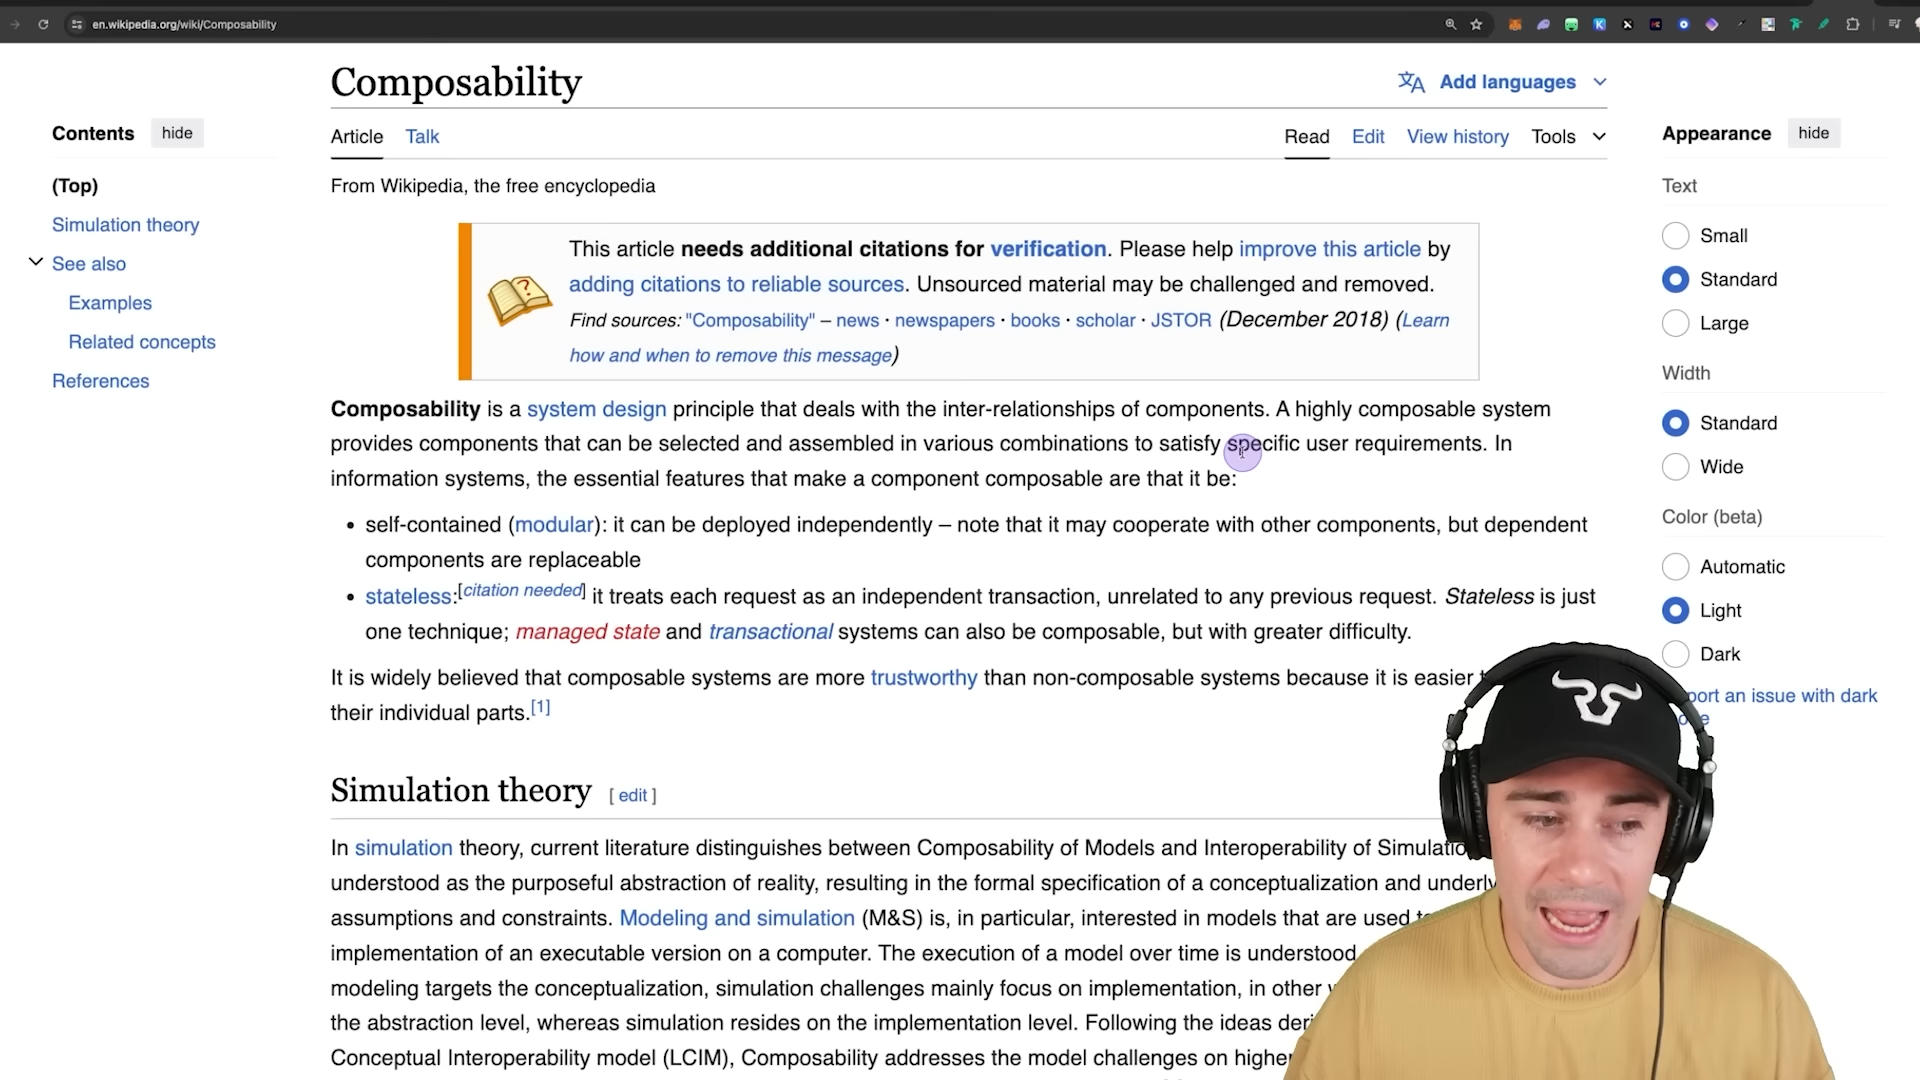 en.wikipedia.org/wiki/Composability
Composability
Add languages
Contents
hide
Article
Talk
Read
Edit
View history
Tools
Appearance
hide
(Top)
Simulation theory
See also
Examples
Related concepts
References
From Wikipedia, the free encyclopedia
This article needs additional citations for verification. Please help improve this article by
adding citations to reliable sources. Unsourced material may be challenged and removed.
Find sources: "Composability" – news · newspapers · books · scholar · JSTOR (December 2018) (Learn
how and when to remove this message)
Composability is a system design principle that deals with the inter-relationships of components. A highly composable system
provides components that can be selected and assembled in various combinations to satisfy specific user requirements. In
information systems, the essential features that make a component composable are that it be:
• self-contained (modular): it can be deployed independently – note that it may cooperate with other components, but dependent
components are replaceable
• stateless:[citation needed] it treats each request as an independent transaction, unrelated to any previous request. Stateless is just
one technique; managed state and transactional systems can also be composable, but with greater difficulty.
It is widely believed that composable systems are more trustworthy than non-composable systems because it is easier
their individual parts.[1]
Simulation theory [ edit ]
In simulation theory, current literature distinguishes between Composability of Models and Interoperability of
understood as the purposeful abstraction of reality, resulting in the formal specification of a conceptualization and
assumptions and constraints. Modeling and simulation (M&S) is, in particular, interested in models that are used
implementation of an executable version on a computer. The execution of a model over time is understood
modeling targets the conceptualization, simulation challenges mainly focus on implementation, in other
the abstraction level, whereas simulation resides on the implementation level. Following the ideas
Conceptual Interoperability model (LCIM), Composability addresses the model challenges on
Text
Small
Standard
Large
Width
Standard
Wide
Color (beta)
Automatic
Light
Dark
an issue with dark